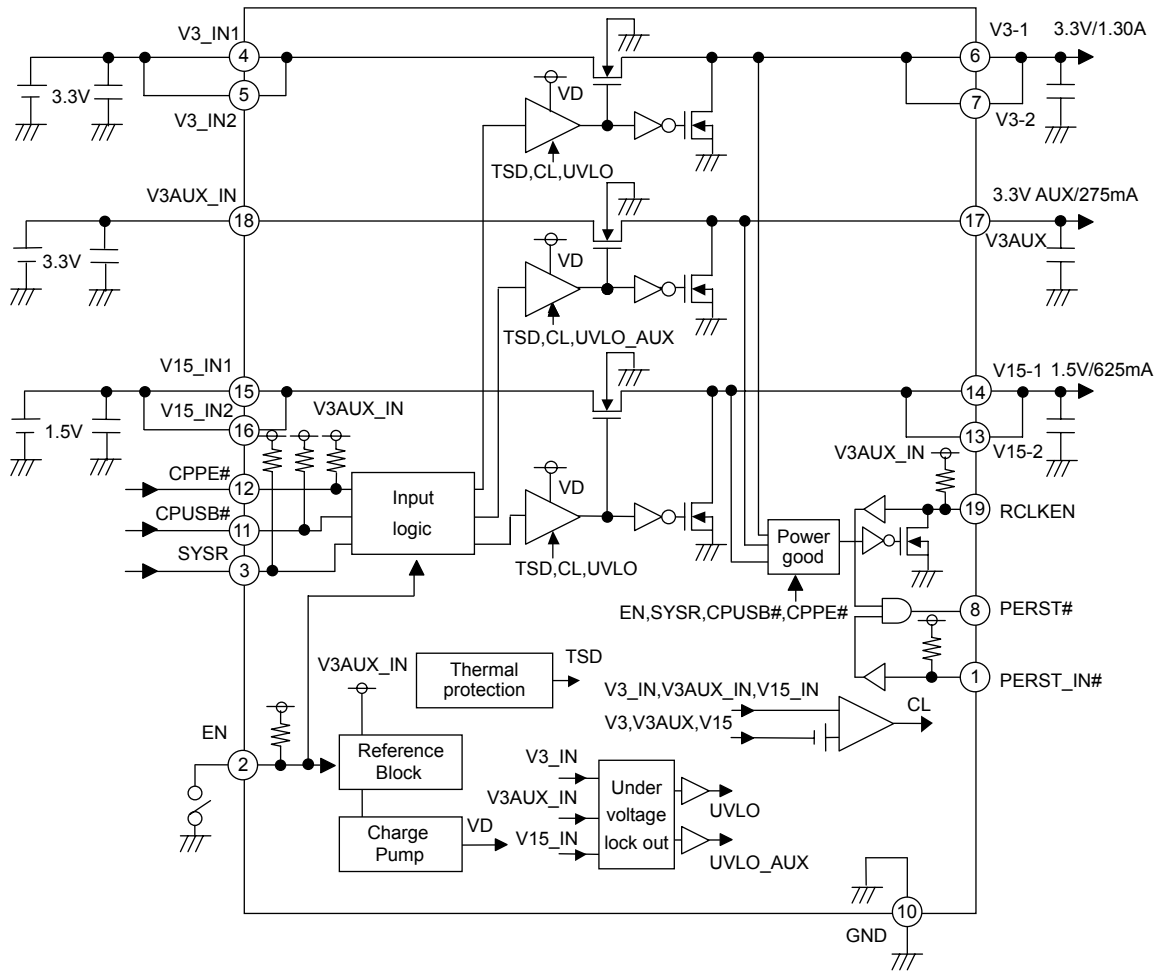 V3_IN1
4
3.3V
5
V3_IN2
VD
TSD,CL,UVLO
V3-1
3.3V/1.30A
6
7
V3-2
V3AUX_IN
18
3.3V
VD
TSD,CL,UVLO_AUX
3.3V AUX/275mA
17
V3AUX
V15_IN1
15
V15_IN2
V3AUX_IN
16
1.5V
V15-1
1.5V/625mA
14
13
V15-2
V3AUX_IN
CPPE#
12
CPUSB#
11
SYSR
3
Input
logic
VD
TSD,CL,UVLO
Power
good
EN,SYSR,CPUSB#,CPPE#
19
RCLKEN
8
PERST#
1
PERST_IN#
V3AUX_IN
Thermal
protection
TSD
V3_IN,V3AUX_IN,V15_IN
V3,V3AUX,V15
CL
EN
2
Reference
Block
Charge
Pump
VD
V3_IN
V3AUX_IN
V15_IN
Under
voltage
lock out
UVLO
UVLO_AUX
10
GND